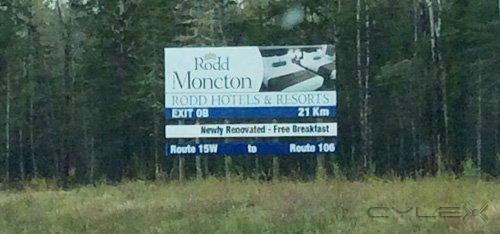 Rodd
Moncton
RODD HOTELS & RESORTS
EXIT 0B 21 Km
Newly Renovated - Free Breakfast
Route 15W to Route 106
CYLEX